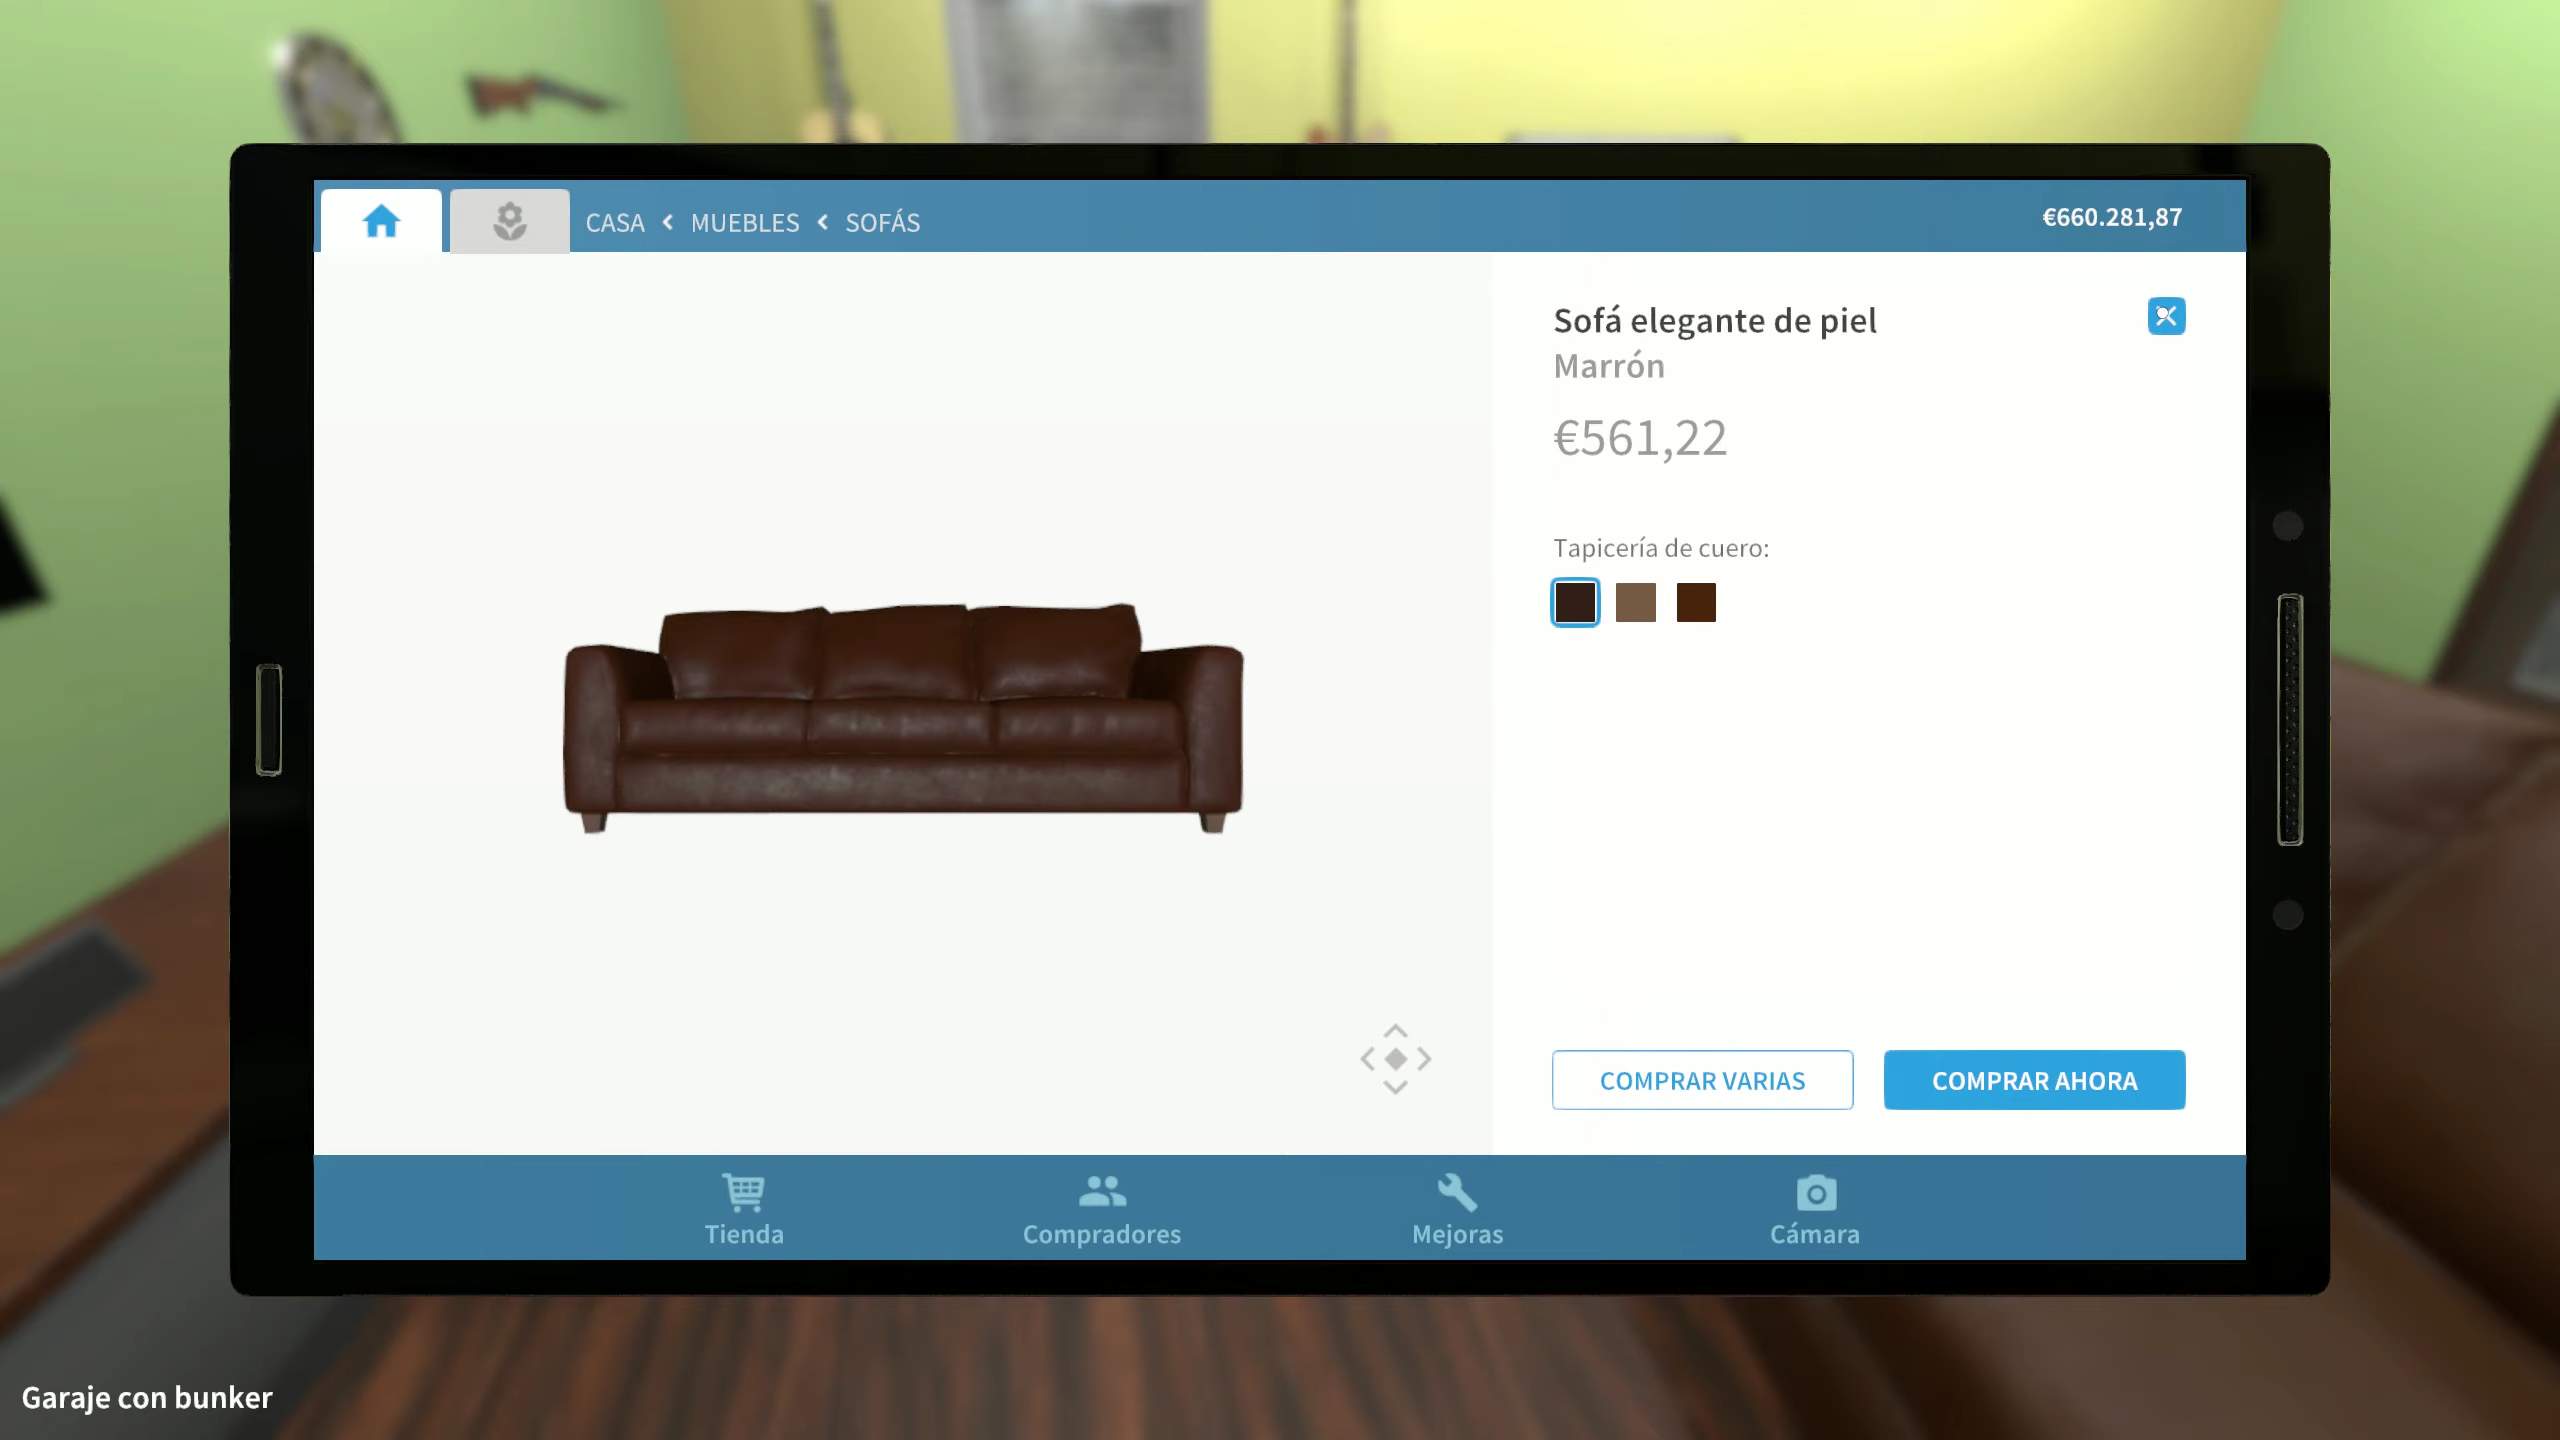 CASA < MUEBLES < SOFÁS
€660.281,87
Sofá elegante de piel
Marrón
€561,22
Tapicería de cuero:
COMPRAR VARIAS
COMPRAR AHORA
Tienda
Compradores
Mejoras
Cámara
Garaje con bunker